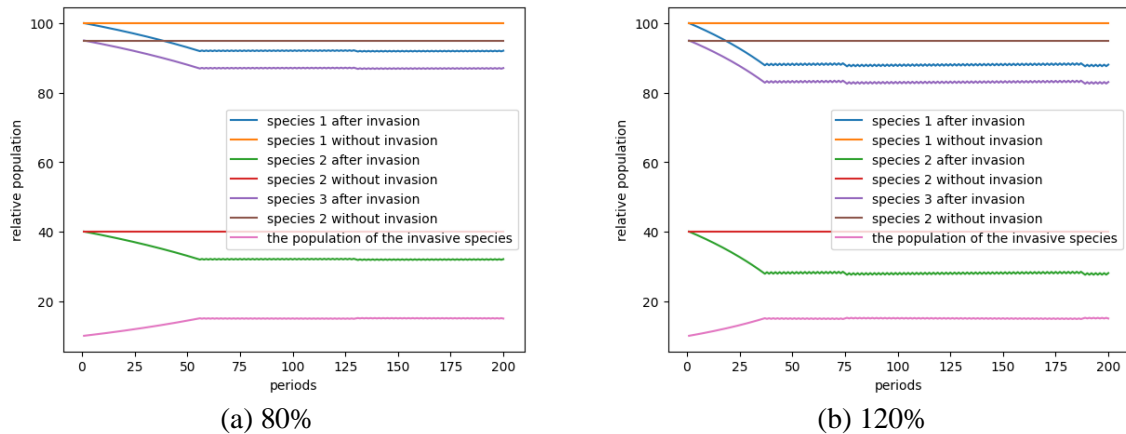 100
80
60
40
20
relative population
species 1 after invasion
species 1 without invasion
species 2 after invasion
species 2 without invasion
species 3 after invasion
species 2 without invasion
the population of the invasive species
0 25 50 75 100 125 150 175 200
periods
(a) 80%
100
80
60
40
20
relative population
species 1 after invasion
species 1 without invasion
species 2 after invasion
species 2 without invasion
species 3 after invasion
species 2 without invasion
the population of the invasive species
0 25 50 75 100 125 150 175 200
periods
(b) 120%